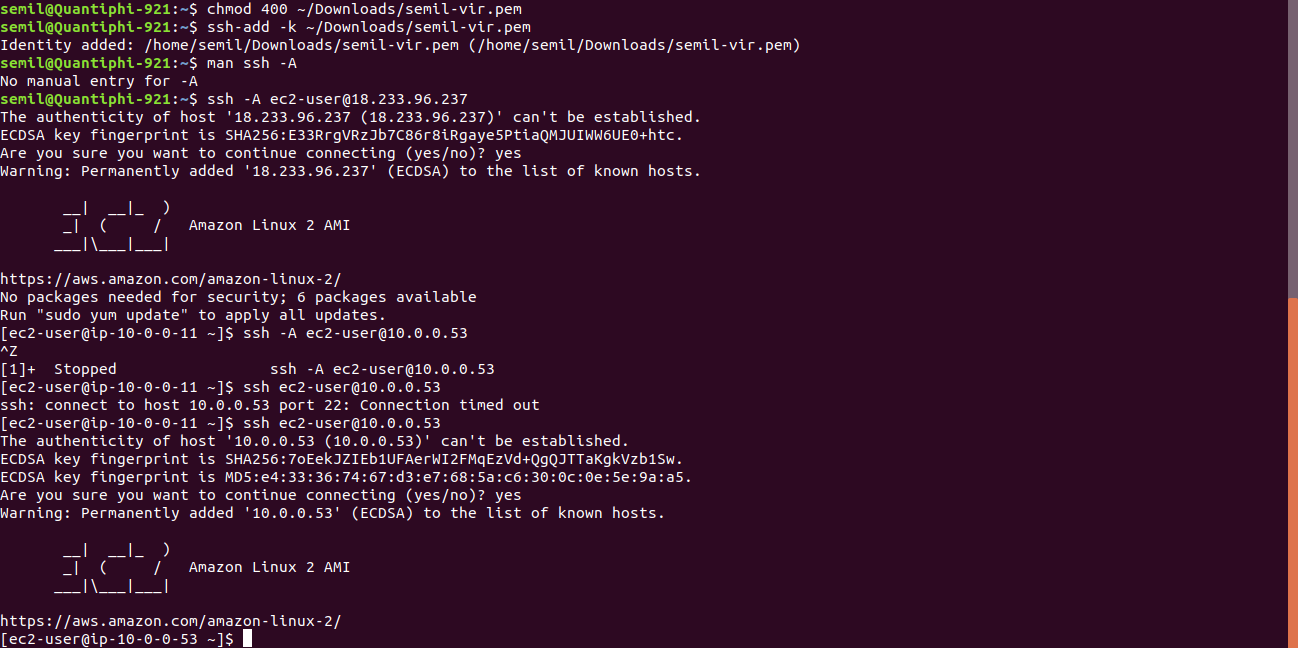 semil@Quantiphi-921:~$ chmod 400 ~/Downloads/semil-vir.pem
semil@Quantiphi-921:~$ ssh-add -k ~/Downloads/semil-vir.pem
Identity added: /home/semil/Downloads/semil-vir.pem (/home/semil/Downloads/semil-vir.pem)
semil@Quantiphi-921:~$ man ssh -A
No manual entry for -A
semil@Quantiphi-921:~$ ssh -A ec2-user@18.233.96.237
The authenticity of host '18.233.96.237 (18.233.96.237)' can't be established.
ECDSA key fingerprint is SHA256:E33RrgVRzJb7C86r8iRgaye5PtiaQMJUIWW6UE0+htc.
Are you sure you want to continue connecting (yes/no)? yes
Warning: Permanently added '18.233.96.237' (ECDSA) to the list of known hosts.
       __|  __|_  )
       _|  (     /   Amazon Linux 2 AMI
      ___|\___|___|
https://aws.amazon.com/amazon-linux-2/
No packages needed for security; 6 packages available
Run "sudo yum update" to apply all updates.
[ec2-user@ip-10-0-0-11 ~]$ ssh -A ec2-user@10.0.0.53
^Z
[1]+  Stopped                 ssh -A ec2-user@10.0.0.53
[ec2-user@ip-10-0-0-11 ~]$ ssh ec2-user@10.0.0.53
ssh: connect to host 10.0.0.53 port 22: Connection timed out
[ec2-user@ip-10-0-0-11 ~]$ ssh ec2-user@10.0.0.53
The authenticity of host '10.0.0.53 (10.0.0.53)' can't be established.
ECDSA key fingerprint is SHA256:7oEekJZIEb1UFAerWI2FMqEzVd+QgQJTTaKgkVzb1Sw.
ECDSA key fingerprint is MD5:e4:33:36:74:67:d3:e7:68:5a:c6:30:0c:0e:5e:9a:a5.
Are you sure you want to continue connecting (yes/no)? yes
Warning: Permanently added '10.0.0.53' (ECDSA) to the list of known hosts.
       __|  __|_  )
       _|  (     /   Amazon Linux 2 AMI
      ___|\___|___|
https://aws.amazon.com/amazon-linux-2/
[ec2-user@ip-10-0-0-53 ~]$